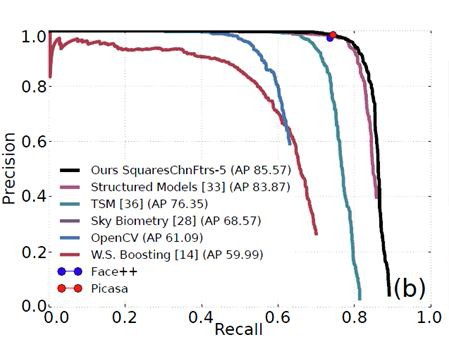 1.0
0.8
0.6
0.4
0.2
0.0
Precision
Ours SquaresChnFtrs-5 (AP 85.57)
Structured Models [33] (AP 83.87)
TSM [36] (AP 76.35)
Sky Biometry [28] (AP 68.57)
OpenCV (AP 61.09)
W.S. Boosting [14] (AP 59.99)
Face++
Picasa
(b)
0.0 0.2 0.4 0.6 0.8 1.0
Recall